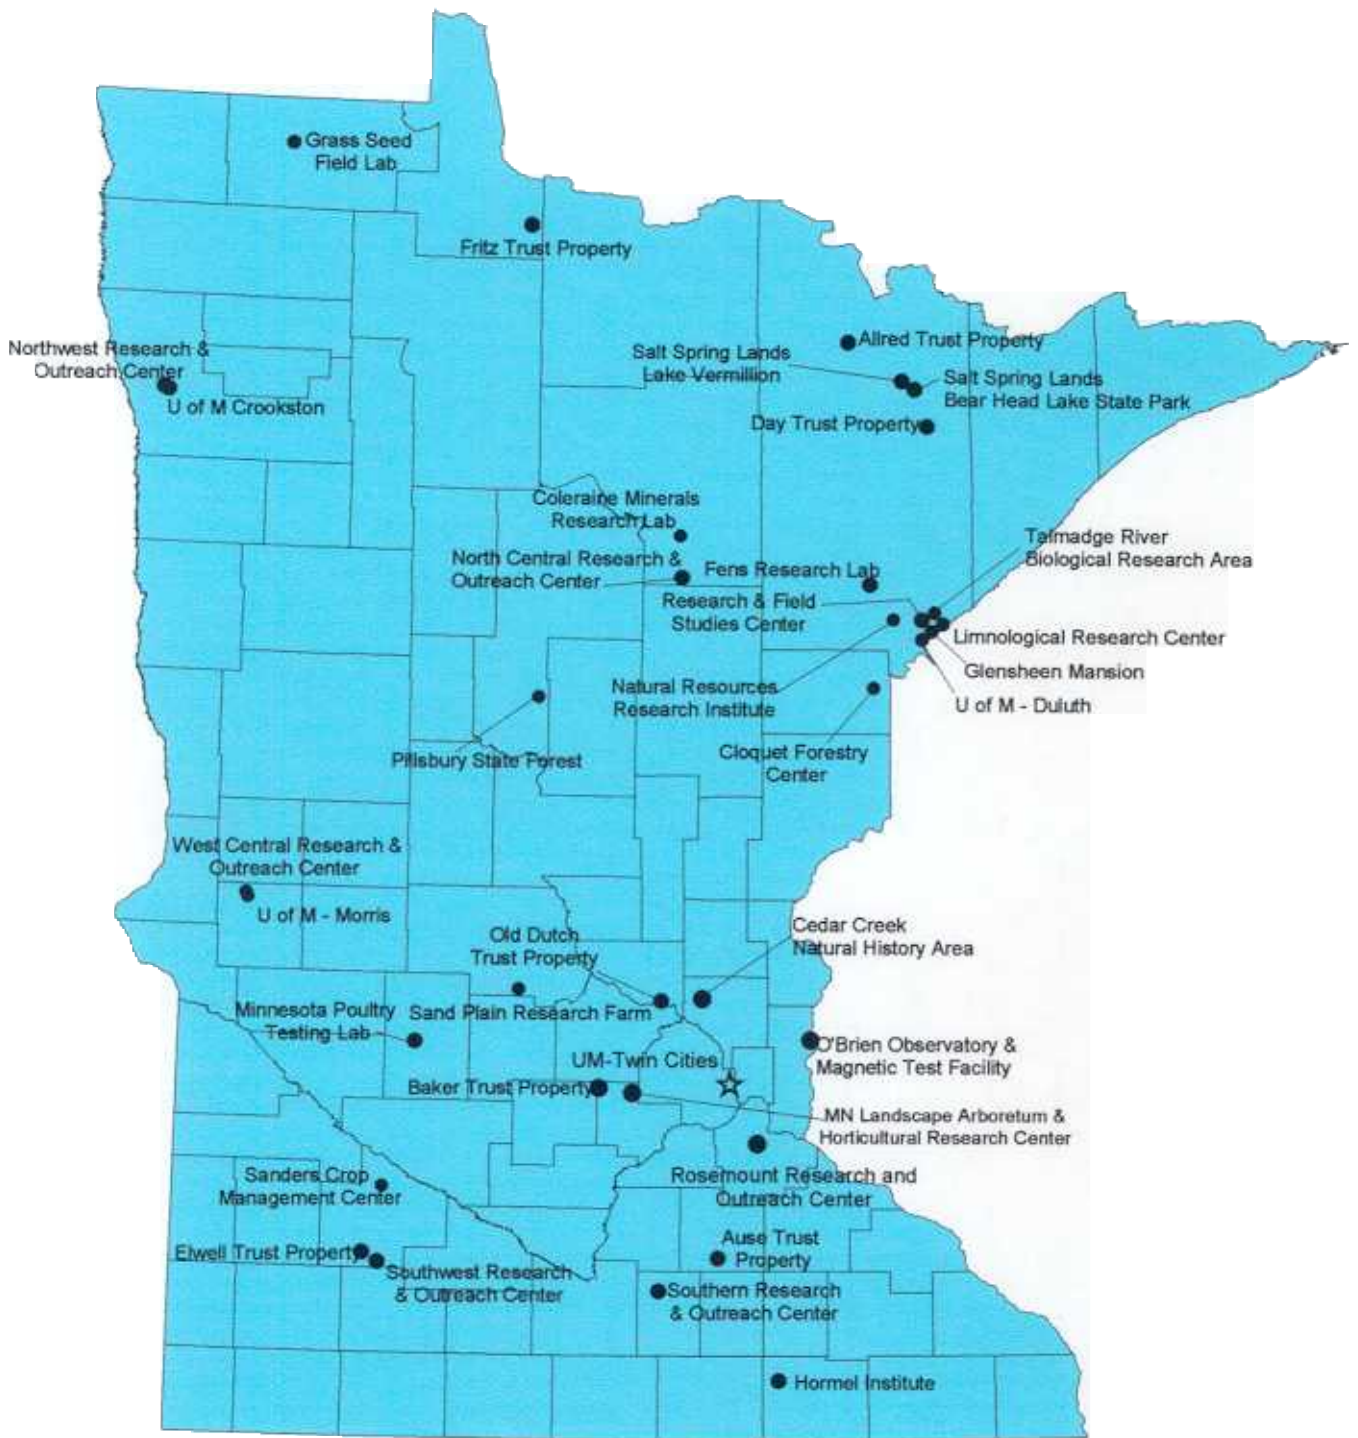 Grass Seed
Field Lab
Fritz Trust Property
Northwest Research &
Outreach Center
U of M Crookston
Allred Trust Property
Salt Spring Lands
Lake Vermillion
Salt Spring Lands
Bear Head Lake State Park
Day Trust Property
Coleraine Minerals
Research Lab
North Central Research &
Outreach Center
Fens Research Lab
Talmadge River
Biological Research Area
Research & Field
Studies Center
Limnological Research Center
Glensheen Mansion
Natural Resources
Research Institute
U of M - Duluth
Pillsbury State Forest
Cloquet Forestry
Center
West Central Research &
Outreach Center
U of M - Morris
Old Dutch
Trust Property
Cedar Creek
Natural History Area
Minnesota Poultry
Testing Lab
Sand Plain Research Farm
O'Brien Observatory &
Magnetic Test Facility
UM-Twin Cities
Baker Trust Property
MN Landscape Arboretum &
Horticultural Research Center
Sanders Crop
Management Center
Rosemount Research and
Outreach Center
Elwell Trust Property
Southwest Research
& Outreach Center
Ause Trust
Property
Southern Research
& Outreach Center
Hormel Institute